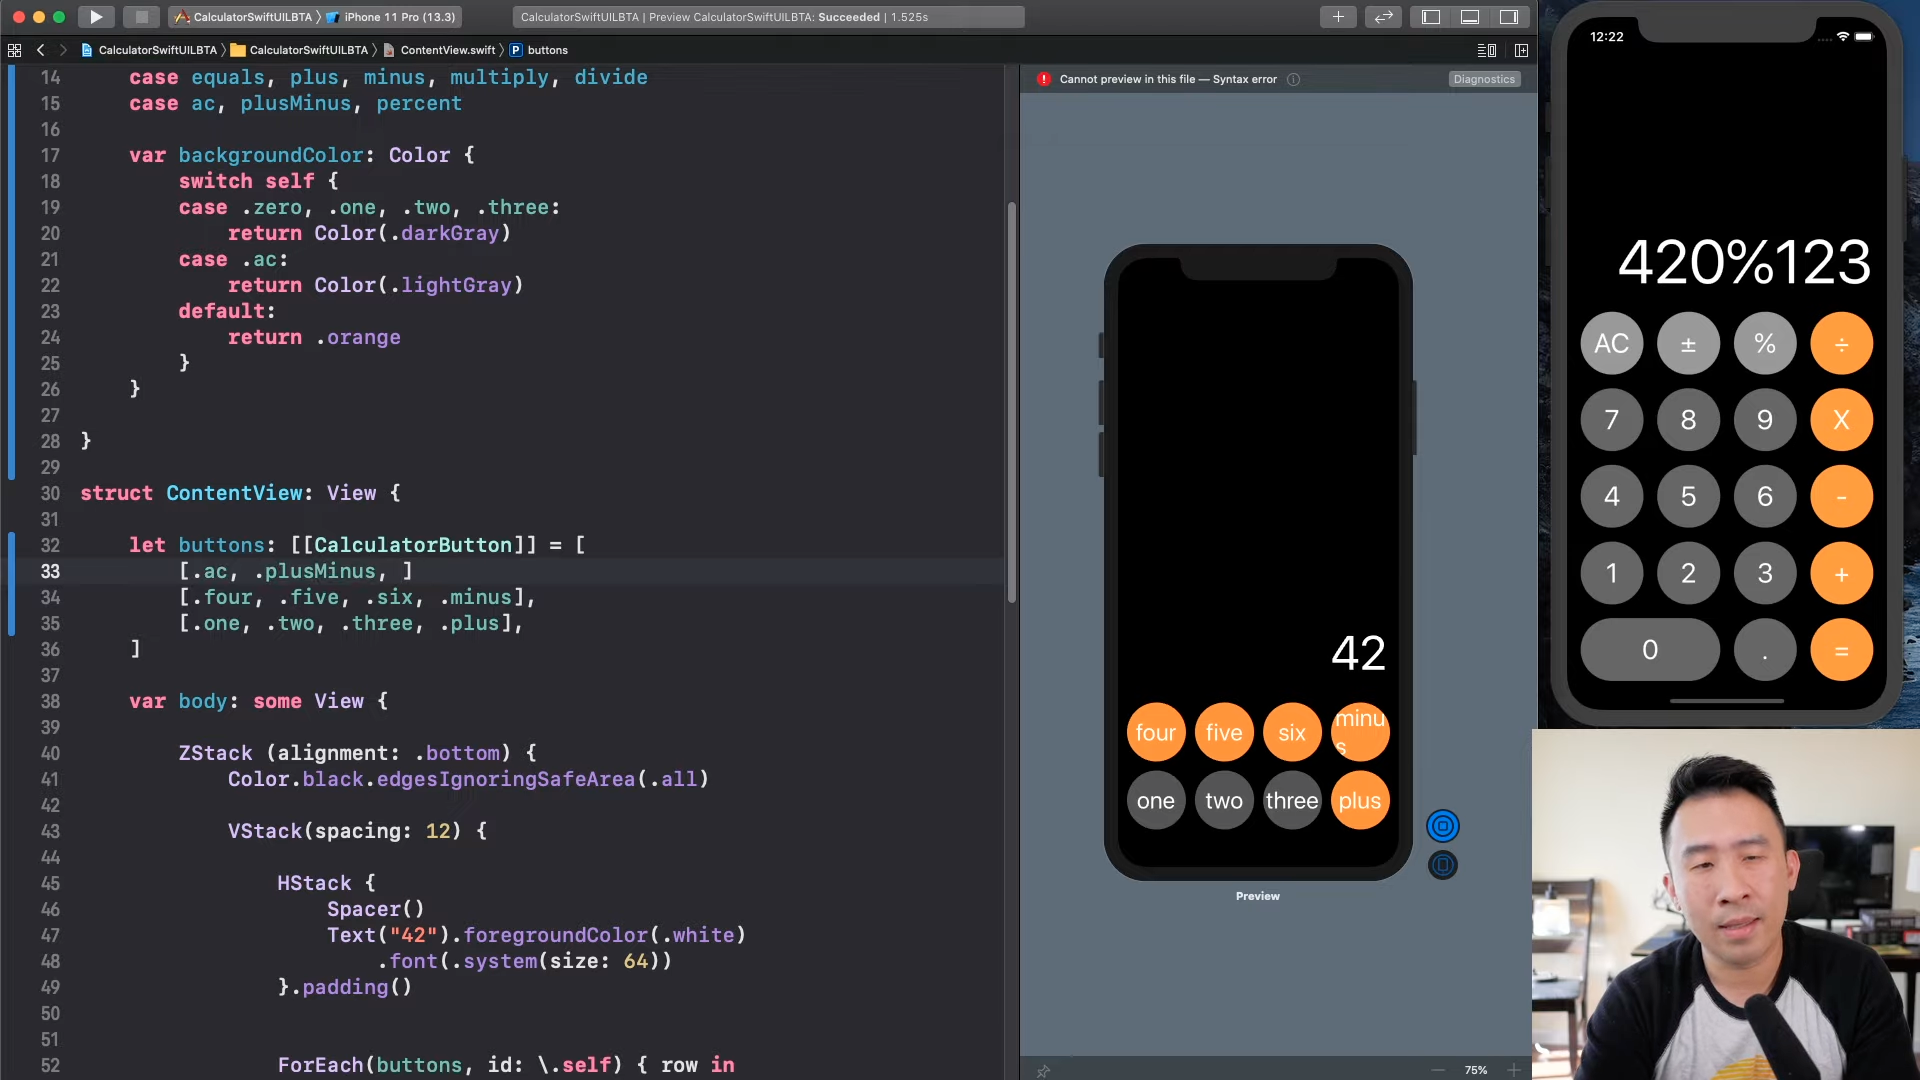 CalculatorSwiftUILBTA
iPhone 11 Pro (13.3)
CalculatorSwiftUILBTA | Preview CalculatorSwiftUILBTA: Succeeded | 1.525s
CalculatorSwiftUILBTA
CalculatorSwiftUILBTA
ContentView.swift
P buttons
14 case equals, plus, minus, multiply, divide
15 case ac, plusMinus, percent
16
17 var backgroundColor: Color {
18 switch self {
19 case .zero, .one, .two, .three:
20 return Color(.darkGray)
21 case .ac:
22 return Color(.lightGray)
23 default:
24 return .orange
25 }
26 }
27
28 }
29
30 struct ContentView: View {
31
32 let buttons: [[CalculatorButton]] = [
33 [.ac, .plusMinus, ]
34 [.four, .five, .six, .minus],
35 [.one, .two, .three, .plus],
36 ]
37
38 var body: some View {
39
40 ZStack (alignment: .bottom) {
41 Color.black.edgesIgnoringSafeArea(.all)
42
43 VStack(spacing: 12) {
44
45 HStack {
46 Spacer()
47 Text("42").foregroundColor(.white)
48 .font(.system(size: 64))
49 }.padding()
50
51
52 ForEach(buttons, id: \.self) { row in
Cannot preview in this file — Syntax error
Diagnostics
42
four five six minu
s
one two three plus
Preview
75%
12:22
420%123
AC ± % ÷
7 8 9 X
4 5 6 -
1 2 3 +
0 . =